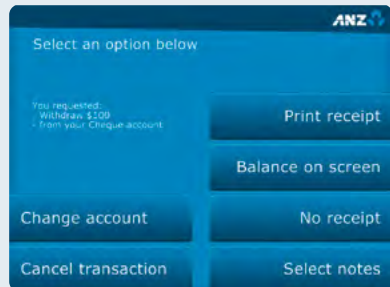 ANZ
Select an option below
You requested:
- Withdraw $100
- from your Cheque account
Print receipt
Balance on screen
Change account
No receipt
Cancel transaction
Select notes